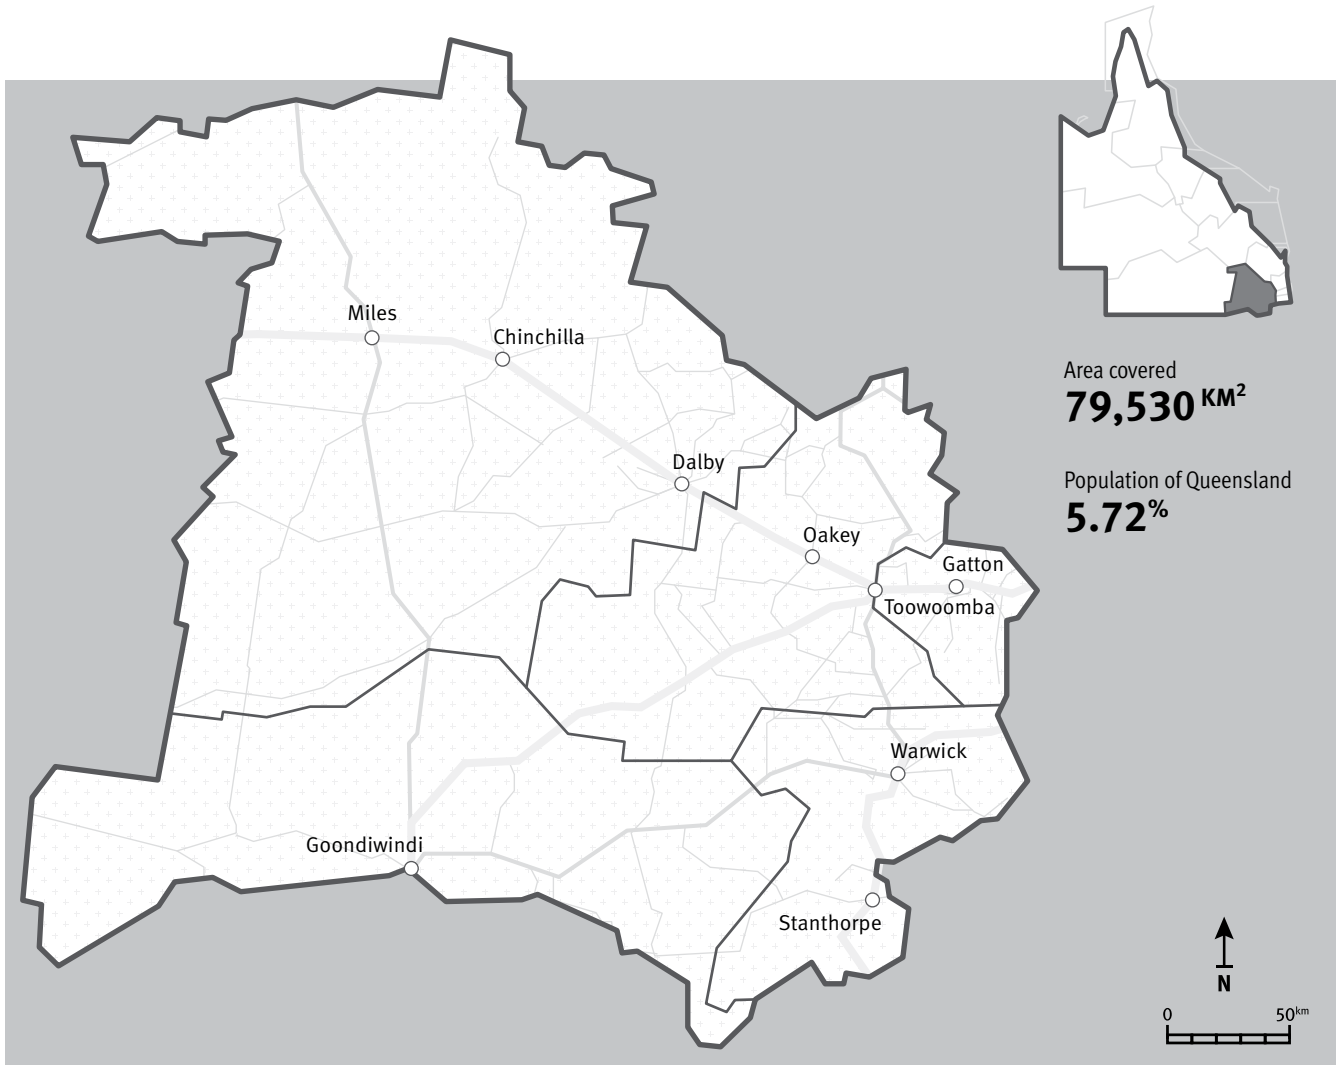 Miles
Chinchilla
Dalby
Oakey
Gatton
Toowoomba
Warwick
Goondiwindi
Stanthorpe
Area covered
79,530 KM²
Population of Queensland
5.72%
N
0 50km